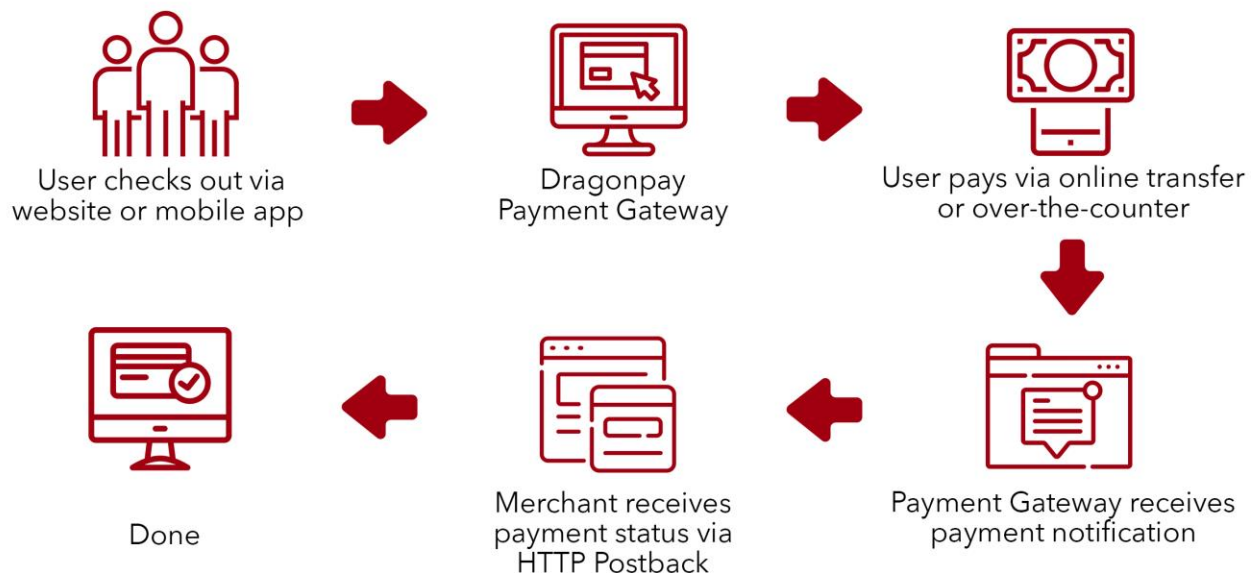 User checks out via
website or mobile app
Dragonpay
Payment Gateway
User pays via online transfer
or over-the-counter
Payment Gateway receives
payment notification
Merchant receives
payment status via
HTTP Postback
Done